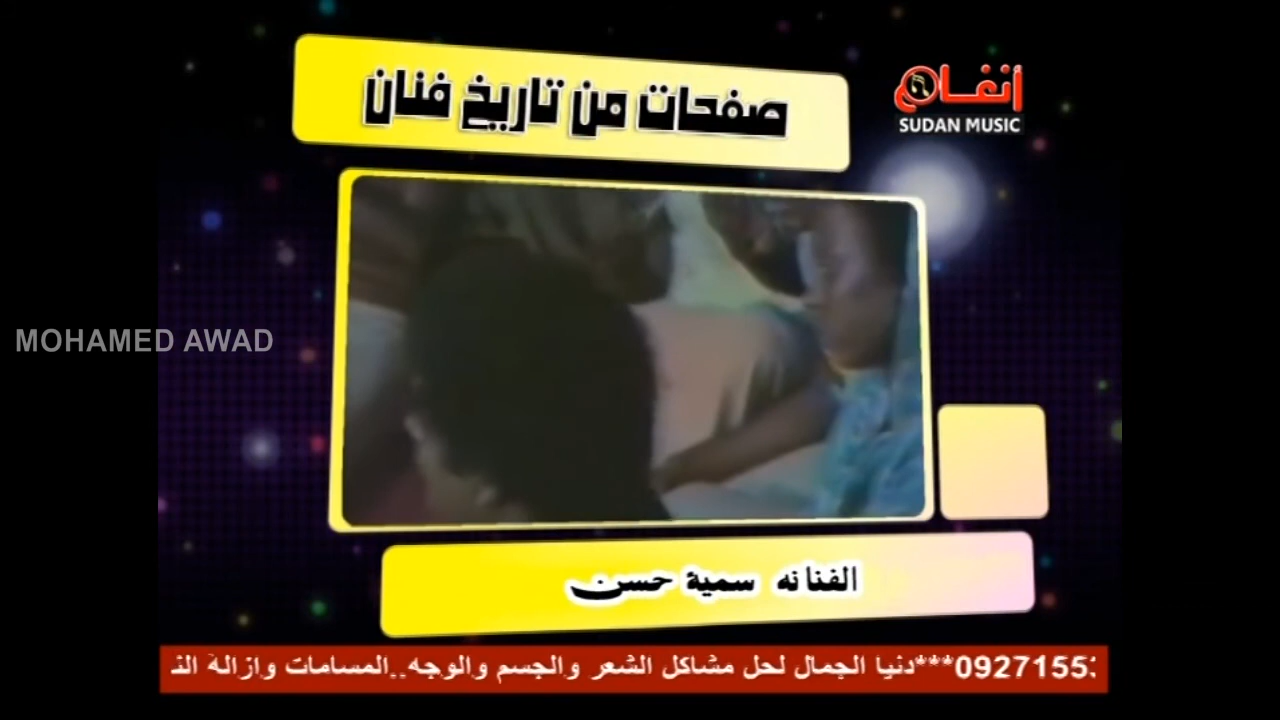 صفحات من تاريخ فنان
أنغام
SUDAN MUSIC
MOHAMED AWAD
الفنانه سمية حسن
0927155***دنيا الجمال لحل مشاكل الشعر والجسم والوجه..المسامات وازالة